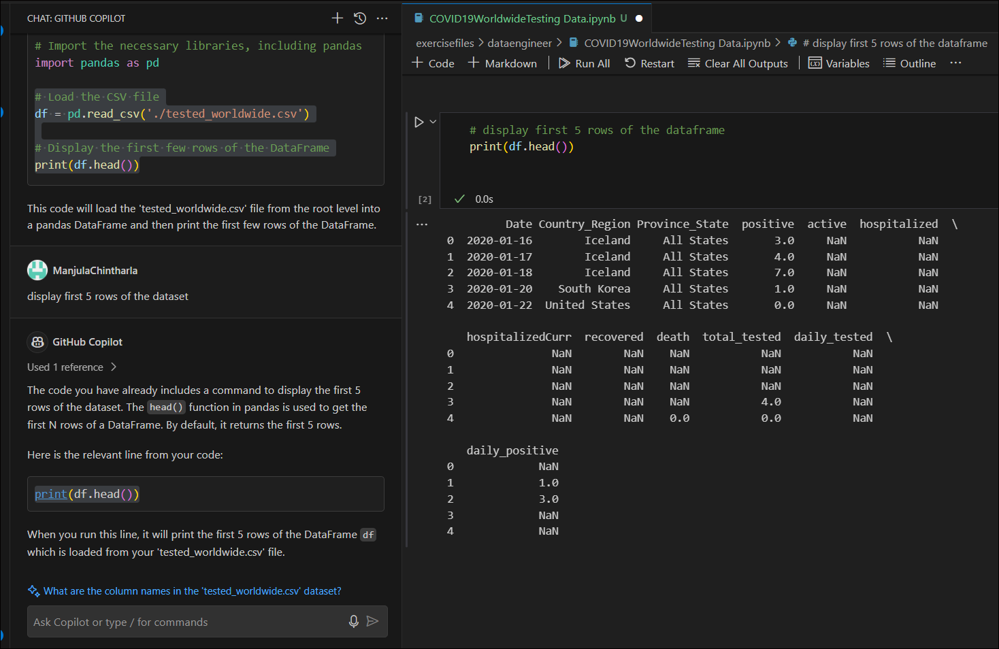 CHAT: GITHUB COPILOT
# Import the necessary libraries, including pandas
import pandas as pd
# Load the CSV file
df = pd.read_csv('./tested_worldwide.csv')
# Display the first few rows of the DataFrame
print(df.head())
This code will load the 'tested_worldwide.csv' file from the root level into
a pandas DataFrame and then print the first few rows of the DataFrame.
ManjulaChintharla
display first 5 rows of the dataset
GitHub Copilot
Used 1 reference
The code you have already includes a command to display the first 5
rows of the dataset. The head() function in pandas is used to get the
first N rows of a DataFrame. By default, it returns the first 5 rows.
Here is the relevant line from your code:
print(df.head())
When you run this line, it will print the first 5 rows of the DataFrame df
which is loaded from your 'tested_worldwide.csv' file.
What are the column names in the 'tested_worldwide.csv' dataset?
Ask Copilot or type / for commands
COVID19WorldwideTesting Data.ipynb U
exercisefiles > dataengineer > COVID19WorldwideTesting Data.ipynb > # display first 5 rows of the dataframe
+ Code + Markdown | Run All Restart Clear All Outputs | Variables Outline ...
# display first 5 rows of the dataframe
print(df.head())
[2] ✓ 0.0s
Date Country_Region Province_State positive active hospitalized \
0 2020-01-16 Iceland All States 3.0 NaN NaN
1 2020-01-17 Iceland All States 4.0 NaN NaN
2 2020-01-18 Iceland All States 7.0 NaN NaN
3 2020-01-20 South Korea All States 1.0 NaN NaN
4 2020-01-22 United States All States 0.0 NaN NaN
hospitalizedCurr recovered death total_tested daily_tested \
0 NaN NaN NaN NaN NaN
1 NaN NaN NaN NaN NaN
2 NaN NaN NaN NaN NaN
3 NaN NaN NaN 4.0 NaN
4 NaN NaN 0.0 0.0 NaN
daily_positive
0 NaN
1 1.0
2 3.0
3 NaN
4 NaN